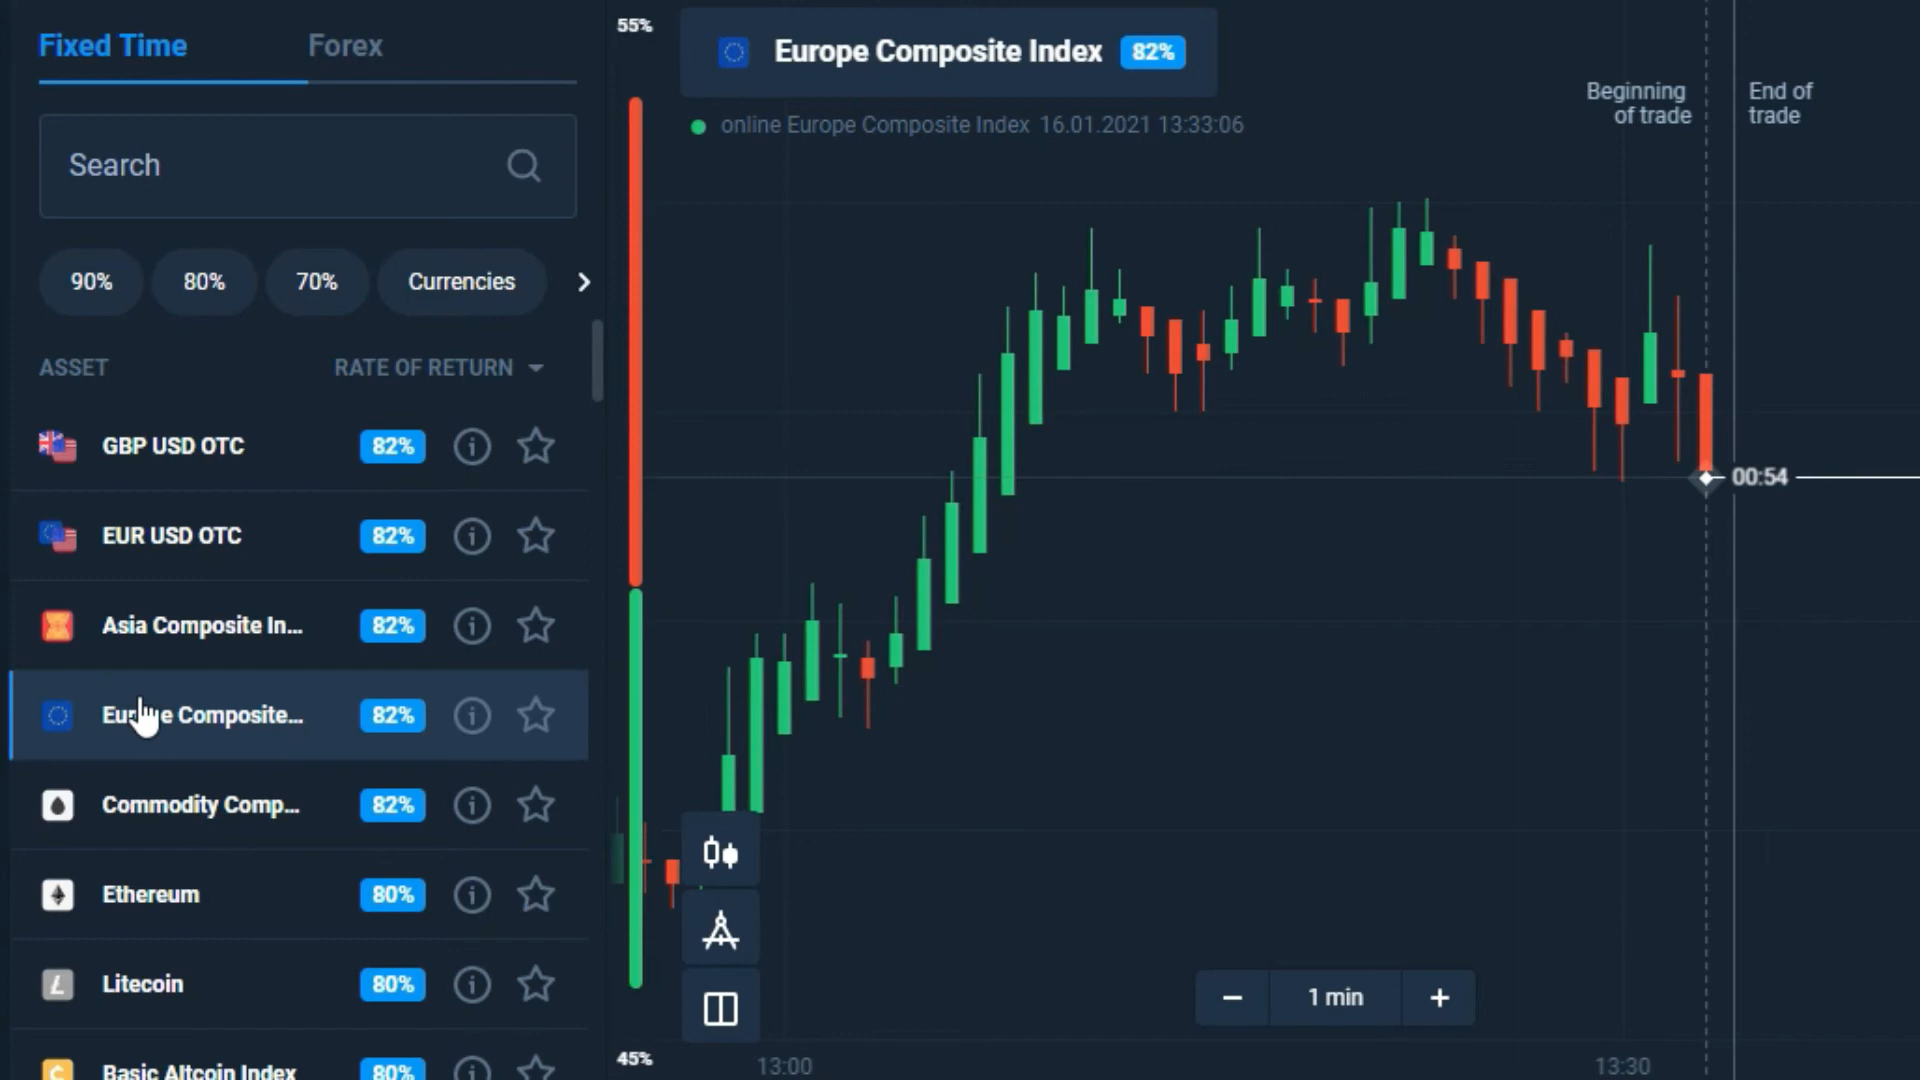 Fixed Time
Forex
Search
90%
80%
70%
Currencies
ASSET
RATE OF RETURN
GBP USD OTC
82%
EUR USD OTC
82%
Asia Composite In...
82%
Europe Composite...
82%
Commodity Comp...
82%
Ethereum
80%
Litecoin
80%
Basic Altcoin Index
80%
55%
Europe Composite Index
82%
online Europe Composite Index 16.01.2021 13:33:06
Beginning
of trade
End of
trade
00:54
− 1 min +
45%
13:00
13:30